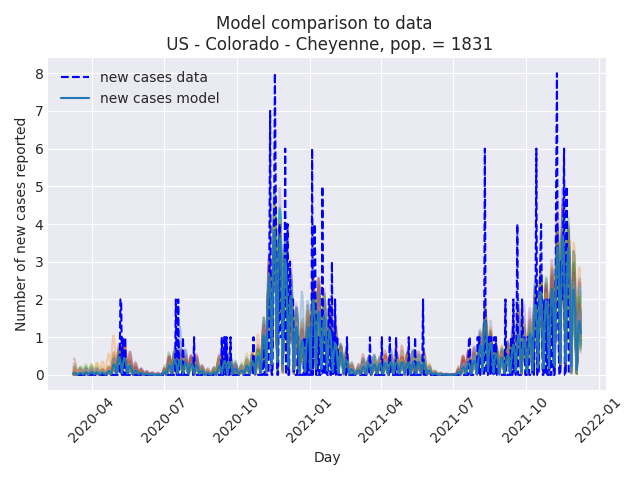 Model comparison to data
US - Colorado - Cheyenne, pop. = 1831
new cases data
new cases model
Number of new cases reported
8
7
6
5
4
3
2
1
0
2020-04
2020-07
2020-10
2021-01
2021-04
2021-07
2021-10
2022-01
Day